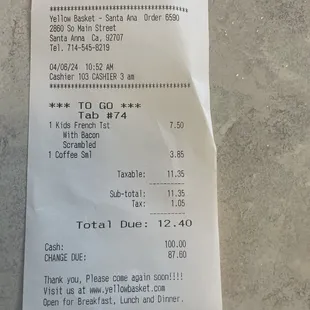 Yellow Basket - Santa Ana Order 6590
2860 So Main Street
Santa Anna Ca, 92707
Tel. 714-545-8219
04/06/24 10:52 AM
Cashier 103 CASHIER 3 am
*** TO GO ***
Tab #74
1 Kids French Tst 7.50
With Bacon
Scrambled
1 Coffee Sml 3.85
Taxable: 11.35
Sub-total: 11.35
Tax: 1.05
Total Due: 12.40
Cash: 100.00
CHANGE DUE: 87.60
Thank you, Please come again soon!!!!
Visit us at www.yellowbasket.com
Open for Breakfast, Lunch and Dinner.